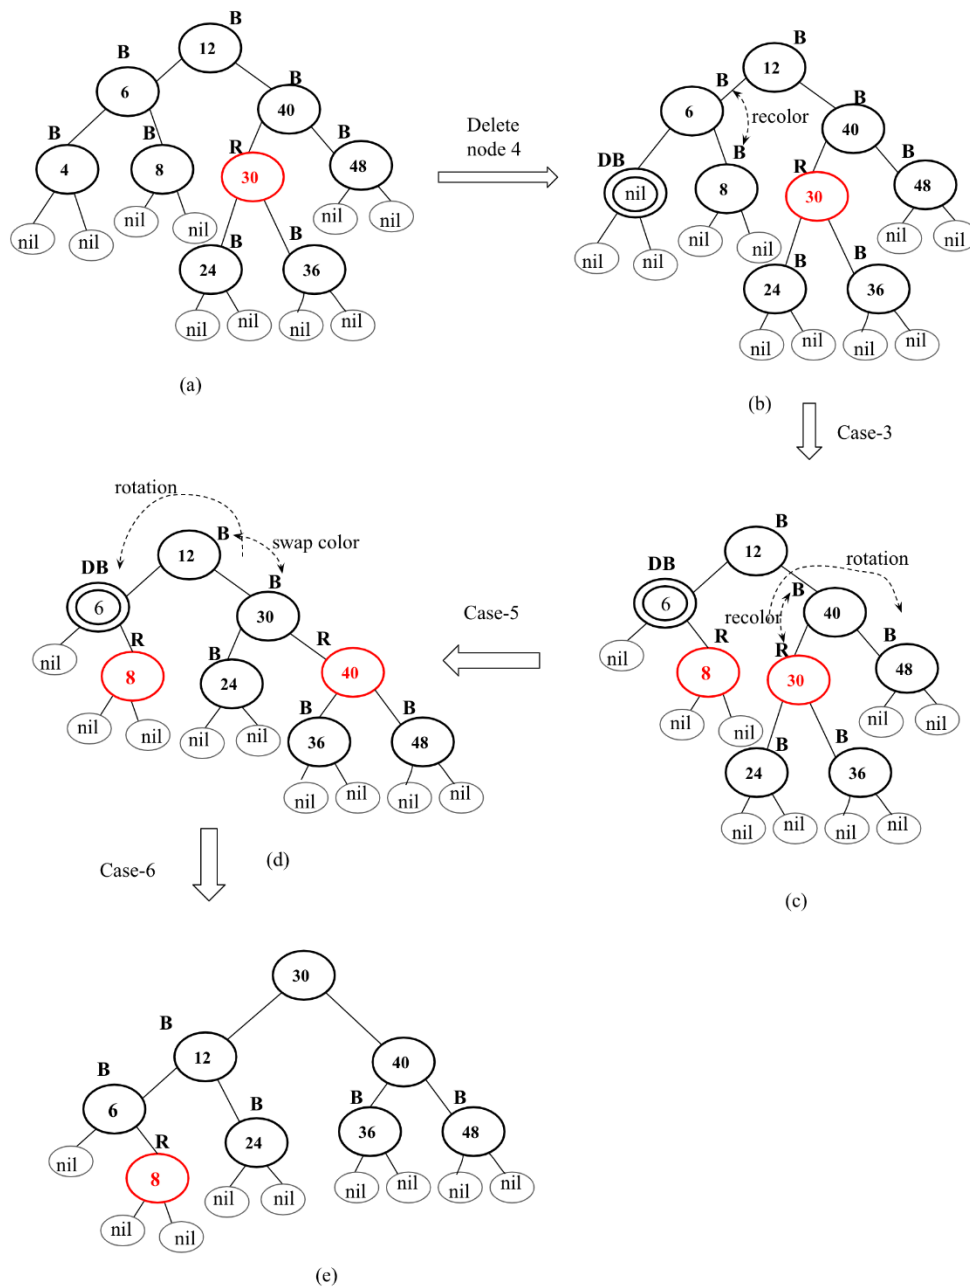 B
12
B
6
B
40
B
4
B
8
R
30
B
48
nil
nil
nil
nil
nil
nil
B
24
B
36
nil
nil
nil
nil
(a)
Delete
node 4
12
B
B
6
recolor
B
40
DB
nil
B
8
R
30
B
48
nil
nil
nil
nil
nil
nil
B
24
B
36
nil
nil
nil
nil
(b)
Case-3
B
12
rotation
DB
6
B
recolor
40
R
8
R
30
B
48
nil
nil
nil
nil
nil
B
24
B
36
nil
nil
nil
nil
(c)
Case-5
rotation
B
12
swap color
DB
6
B
30
R
8
B
24
R
40
nil
nil
nil
nil
nil
B
36
B
48
nil
nil
nil
nil
(d)
Case-6
30
B
12
40
B
6
B
24
B
36
B
48
nil
R
8
nil
nil
nil
nil
nil
nil
nil
nil
(e)